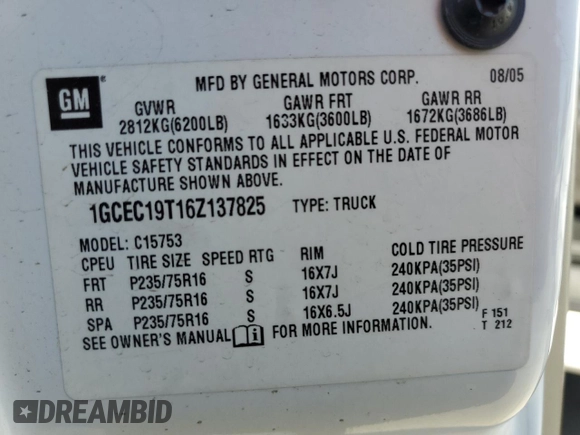 GM
MFD BY GENERAL MOTORS CORP. 08/05
GVWR GAWR FRT GAWR RR
2812KG(6200LB) 1633KG(3600LB) 1672KG(3686LB)
THIS VEHICLE CONFORMS TO ALL APPLICABLE U.S. FEDERAL MOTOR
VEHICLE SAFETY STANDARDS IN EFFECT ON THE DATE OF
MANUFACTURE SHOWN ABOVE.
1GCEC19T16Z137825 TYPE: TRUCK
MODEL: C15753
CPEU TIRE SIZE SPEED RTG RIM COLD TIRE PRESSURE
FRT P235/75R16 S 16X7J 240KPA(35PSI)
RR P235/75R16 S 16X7J 240KPA(35PSI)
SPA P235/75R16 S 16X6.5J 240KPA(35PSI)
F 151
T 212
SEE OWNER'S MANUAL FOR MORE INFORMATION.
DREAMBID